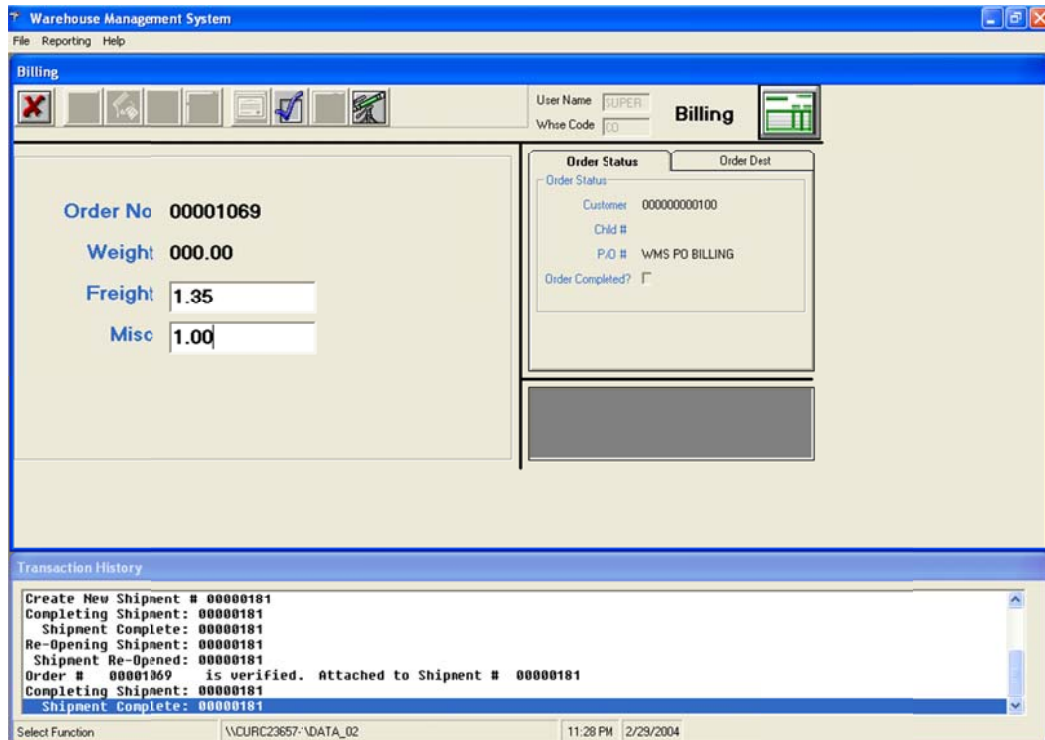 Warehouse Management System
File Reporting Help
Billing
User Name SUPER
Whse Code CO
Billing
Order Status Order Dest
Order Status
Customer 000000000100
Chld #
P/O # WMS PO BILLING
Order Completed?
Order No 00001069
Weight 000.00
Freight 1.35
Misc 1.00
Transaction History
Create New Shipment # 00000181
Completing Shipment: 00000181
Shipment Complete: 00000181
Re-Opening Shipment: 00000181
Shipment Re-Opened: 00000181
Order # 00001069 is verified. Attached to Shipment # 00000181
Completing Shipment: 00000181
Shipment Complete: 00000181
Select Function \\CURC23657-\DATA_02 11:28 PM 2/29/2004